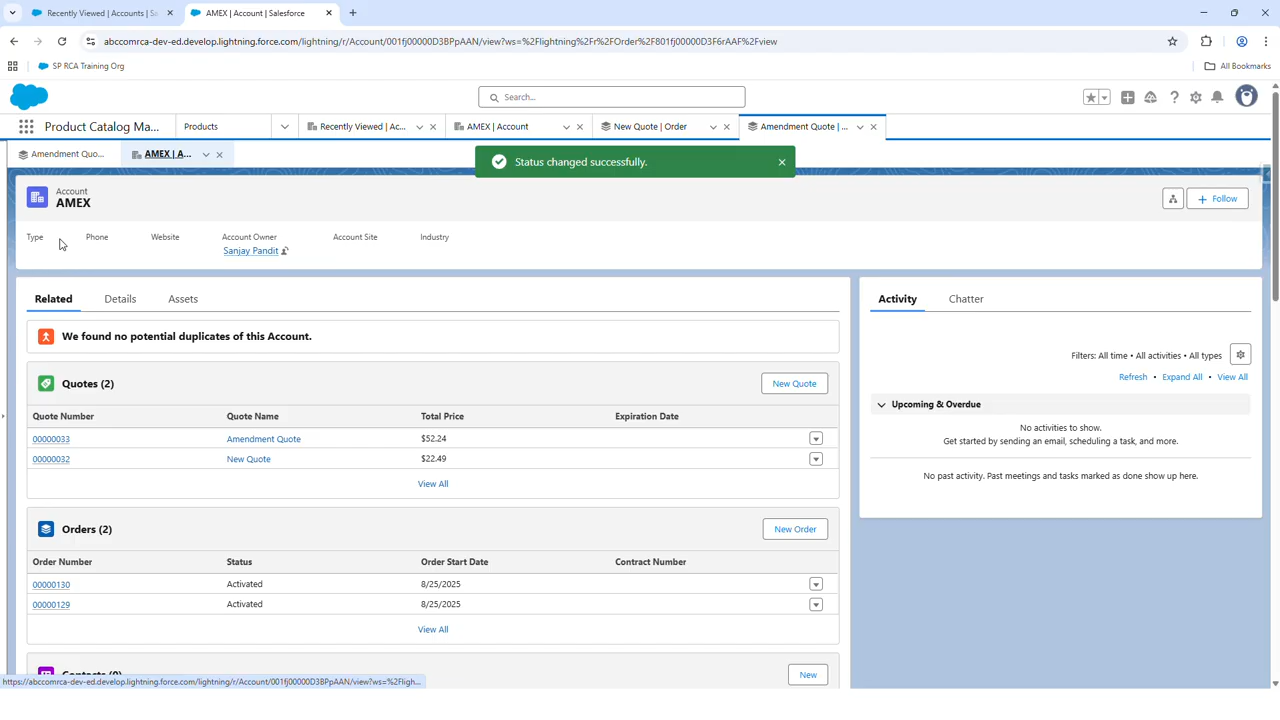 Recently Viewed | Accounts | Sa
AMEX | Account | Salesforce
abccomrca-dev-ed.develop.lightning.force.com/lightning/r/Account/001fj00000D3BPpAAN/view?ws=%2Flightning%2Fr%2FOrder%2F801fj00000D3F6rAAF%2Fview
SP RCA Training Org
All Bookmarks
Search...
Product Catalog Ma...
Products
Recently Viewed | Ac...
AMEX | Account
New Quote | Order
Amendment Quote | ...
Amendment Quo...
AMEX | A...
Status changed successfully.
Account
AMEX
Follow
Type
Phone
Website
Account Owner
Account Site
Industry
Sanjay Pandit
Related
Details
Assets
Activity
Chatter
We found no potential duplicates of this Account.
Filters: All time • All activities • All types
Refresh • Expand All • View All
Quotes (2)
New Quote
Upcoming & Overdue
Quote Number
Quote Name
Total Price
Expiration Date
No activities to show.
Get started by sending an email, scheduling a task, and more.
00000033
Amendment Quote
$52.24
00000032
New Quote
$22.49
No past activity. Past meetings and tasks marked as done show up here.
View All
Orders (2)
New Order
Order Number
Status
Order Start Date
Contract Number
00000130
Activated
8/25/2025
00000129
Activated
8/25/2025
View All
Contacts (0)
New
https://abccomrca-dev-ed.develop.lightning.force.com/lightning/r/Account/001fj00000D3BPpAAN/view?ws=%2Fligh...